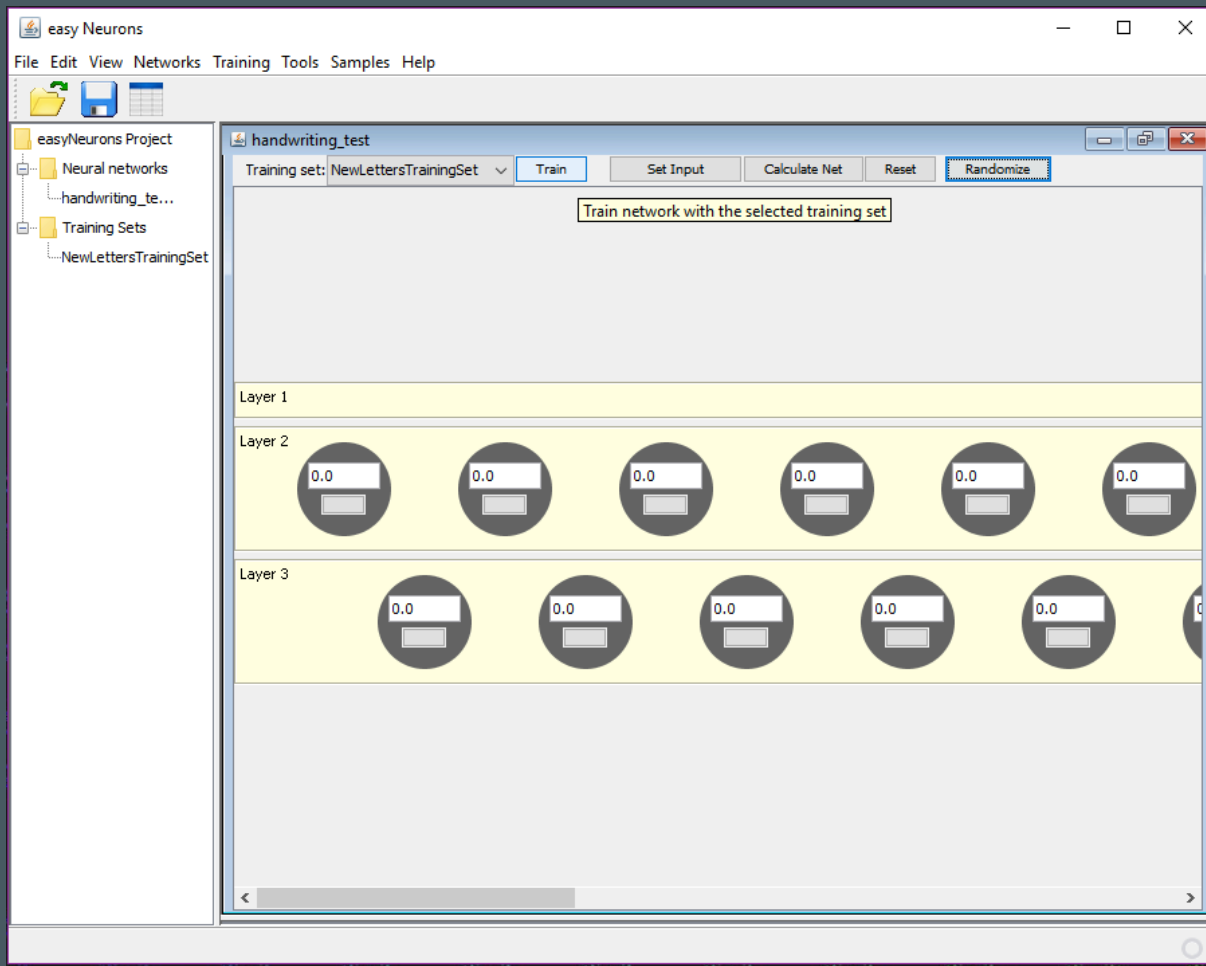 easy Neurons
File Edit View Networks Training Tools Samples Help
easyNeurons Project
Neural networks
handwriting_te...
Training Sets
NewLettersTrainingSet
handwriting_test
Training set: NewLettersTrainingSet Train Set Input Calculate Net Reset Randomize
Train network with the selected training set
Layer 1
Layer 2
0.0 0.0 0.0 0.0 0.0 0.0
Layer 3
0.0 0.0 0.0 0.0 0.0